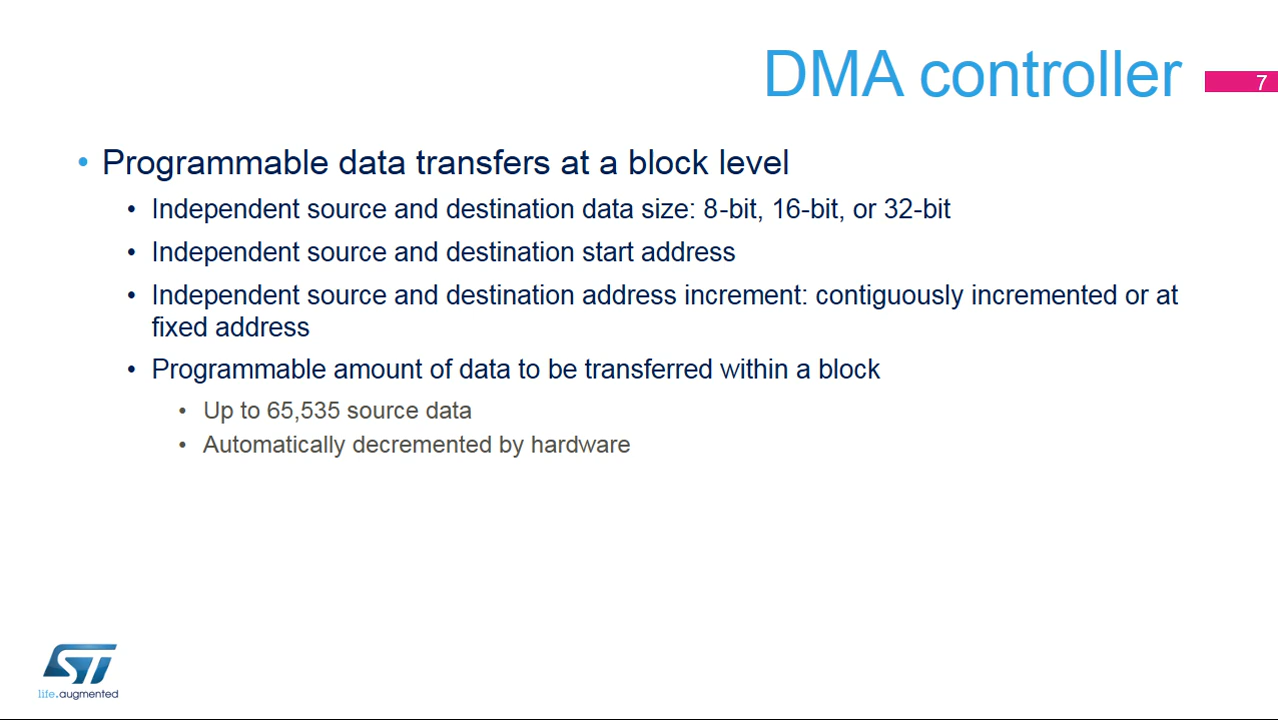 DMA controller
7
• Programmable data transfers at a block level
• Independent source and destination data size: 8-bit, 16-bit, or 32-bit
• Independent source and destination start address
• Independent source and destination address increment: contiguously incremented or at
fixed address
• Programmable amount of data to be transferred within a block
• Up to 65,535 source data
• Automatically decremented by hardware
ST
life.augmented